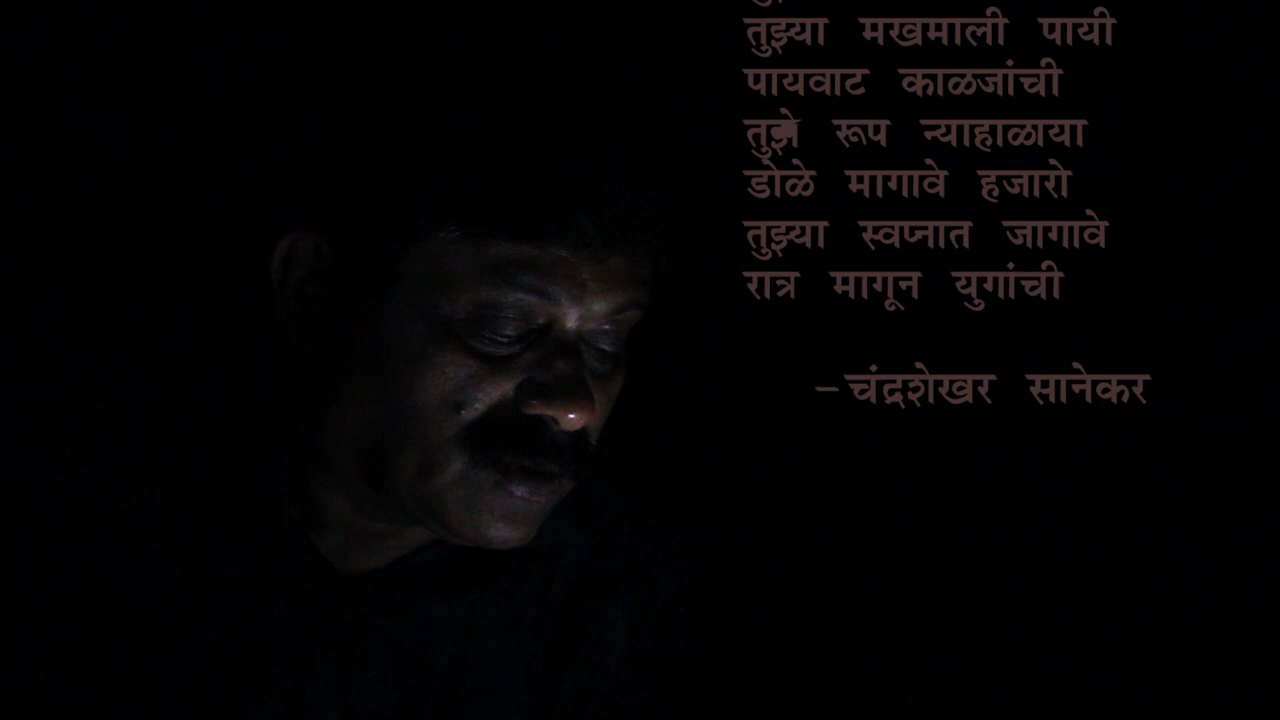 तुझ्या मखमाली पायी
पायवाट काळजांची
तुझे रूप न्याहाळाया
डोळे मागावे हजारो
तुझ्या स्वप्नात जागावे
रात्र मागून युगांची
–चंद्रशेखर सानेकर